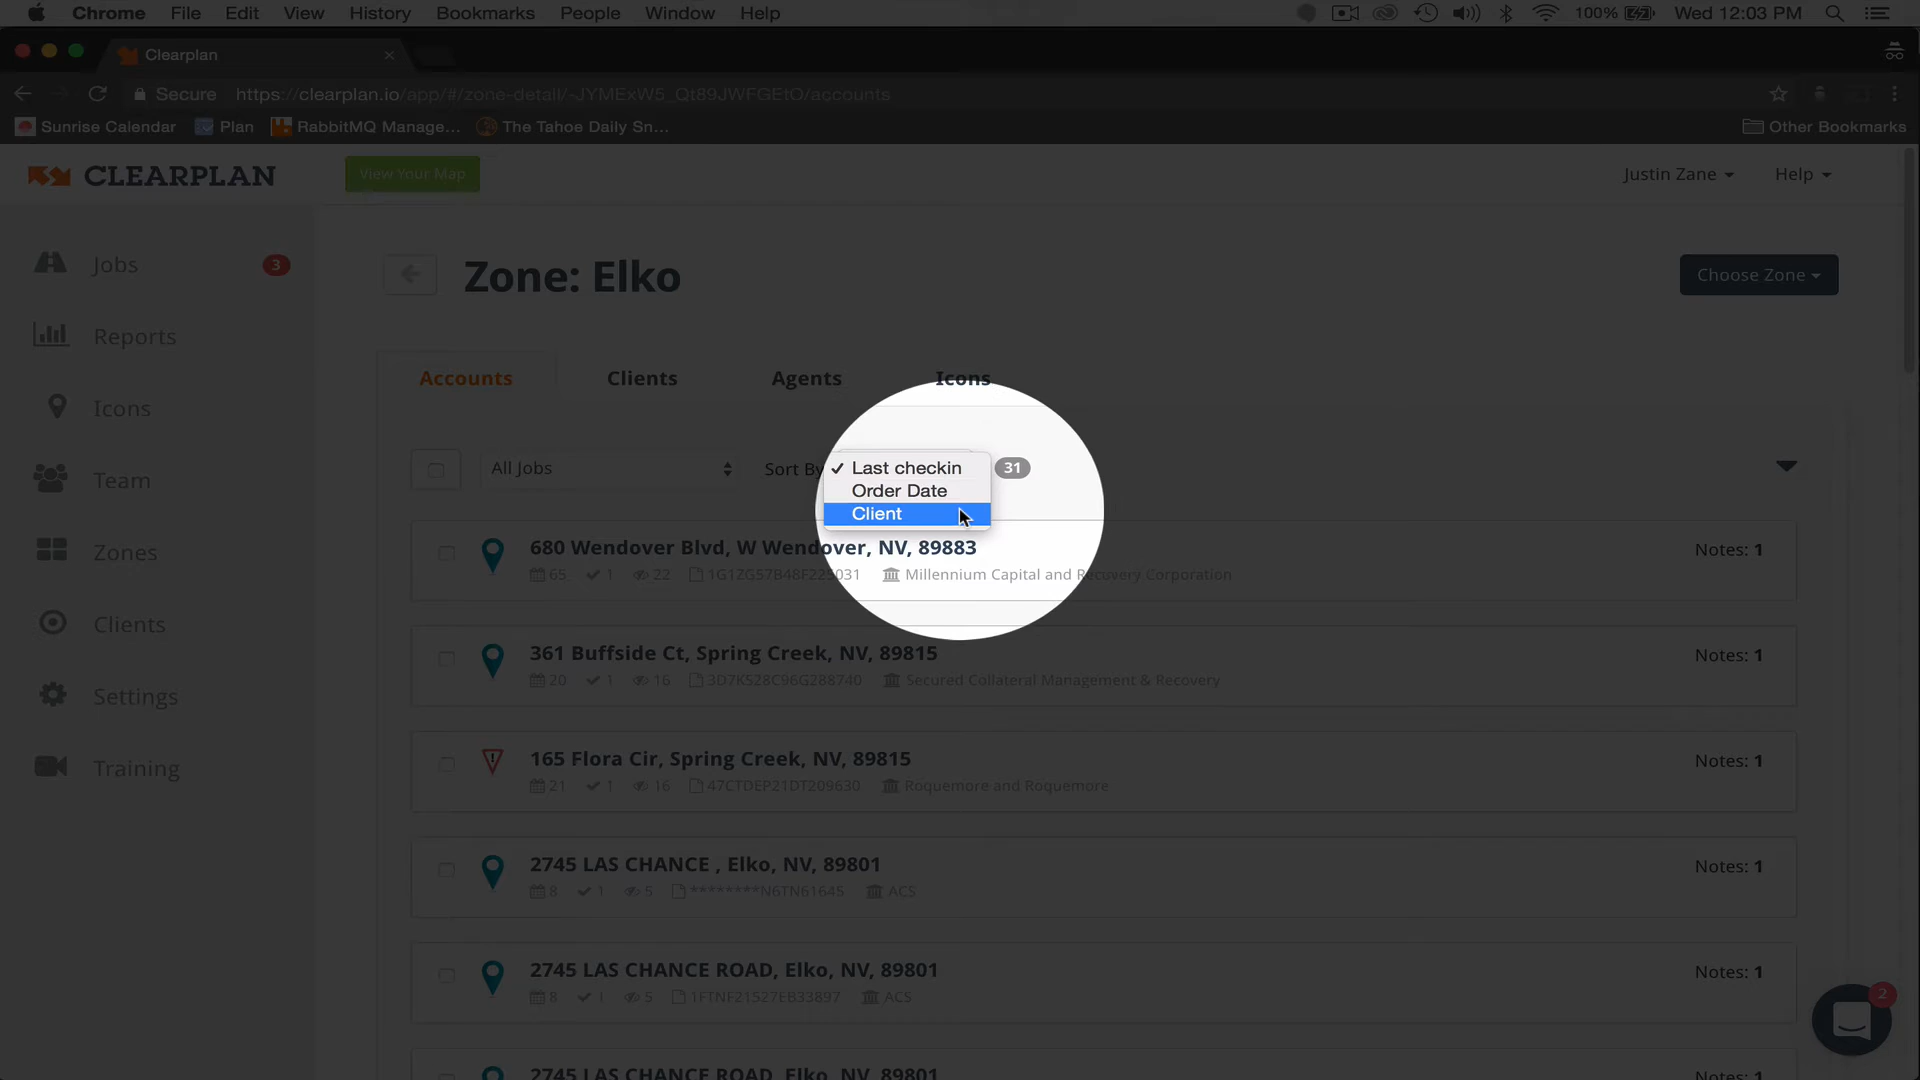 Chrome File Edit View History Bookmarks People Window Help 100% Wed 12:03 PM
Clearplan
Secure https://clearplan.io/app/#/zone-detail/-JYMExW5_Qt89JWFGEtO/accounts
Sunrise Calendar Plan RabbitMQ Manage... The Tahoe Daily Sn... Other Bookmarks
CLEARPLAN View Your Map Justin Zane Help
Jobs 3
Reports
Icons
Team
Zones
Clients
Settings
Training
Zone: Elko Choose Zone
Accounts Clients Agents Icons
All Jobs Sort By Last checkin 31
Order Date
Client
680 Wendover Blvd, W Wendover, NV, 89883 Notes: 1
65 1 22 1G1ZG57B48F225031 Millennium Capital and Recovery Corporation
361 Buffside Ct, Spring Creek, NV, 89815 Notes: 1
20 1 16 3D7KS28C96G288740 Secured Collateral Management & Recovery
165 Flora Cir, Spring Creek, NV, 89815 Notes: 1
21 1 16 47CTDEP21DT209630 Roquemore and Roquemore
2745 LAS CHANCE , Elko, NV, 89801 Notes: 1
8 1 5 ********N6TN61645 ACS
2745 LAS CHANCE ROAD, Elko, NV, 89801 Notes: 1
8 1 5 1FTNF21527EB33897 ACS
2745 LAS CHANCE ROAD, Elko, NV, 89801 Notes: 1
2